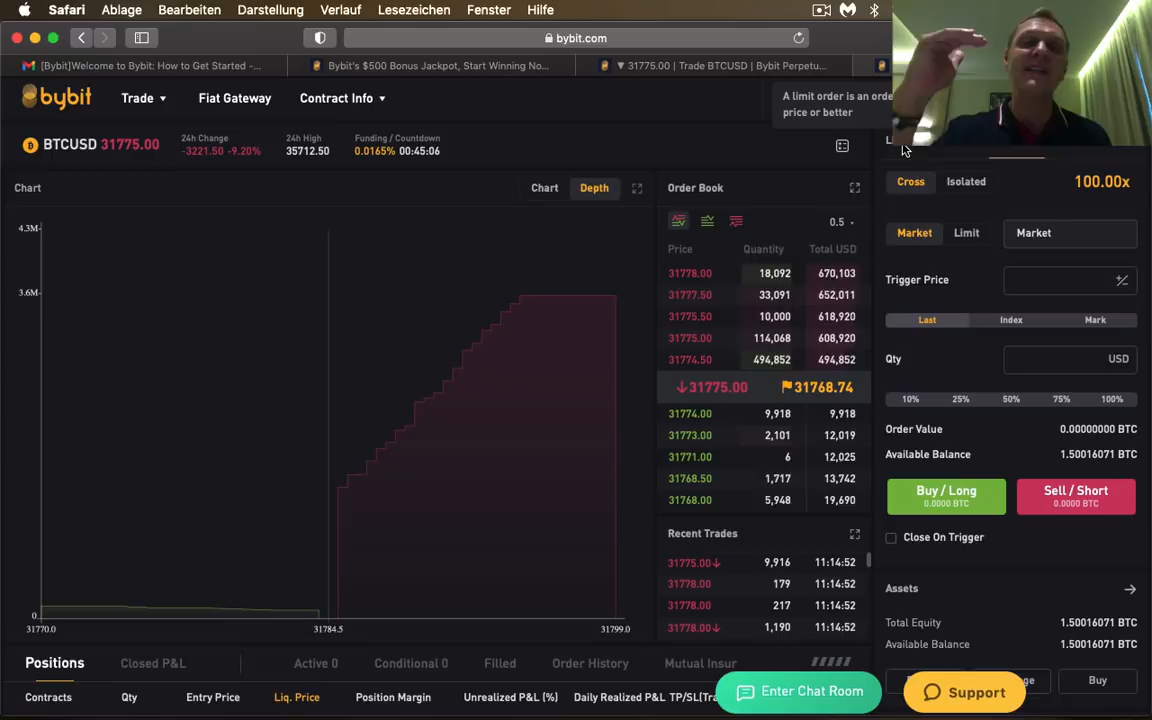 Safari Ablage Bearbeiten Darstellung Verlauf Lesezeichen Fenster Hilfe
bybit.com
[Bybit]Welcome to Bybit: How to Get Started -...
Bybit's $500 Bonus Jackpot, Start Winning No...
▼ 31775.00 | Trade BTCUSD | Bybit Perpetu...
bybit
Trade
Fiat Gateway
Contract Info
A limit order is an orde
price or better
BTCUSD 31775.00
24h Change
-3221.50 -9.20%
24h High
35712.50
Funding / Countdown
0.0165% 00:45:06
Chart
Chart Depth
4.3M
3.6M
0
31770.0 31784.5 31799.0
Order Book
0.5
Price Quantity Total USD
31778.00 18,092 670,103
31777.50 33,091 652,011
31775.50 10,000 618,920
31775.00 114,068 608,920
31774.50 494,852 494,852
↓31775.00 31768.74
31774.00 9,918 9,918
31773.00 2,101 12,019
31771.00 6 12,025
31768.50 1,717 13,742
31768.00 5,948 19,690
Recent Trades
31775.00↓ 9,916 11:14:52
31778.00 179 11:14:52
31778.00 217 11:14:52
31778.00↓ 1,190 11:14:52
Cross Isolated 100.00x
Market Limit Market
Trigger Price
Last Index Mark
Qty USD
10% 25% 50% 75% 100%
Order Value 0.00000000 BTC
Available Balance 1.50016071 BTC
Buy / Long
0.0000 BTC
Sell / Short
0.0000 BTC
Close On Trigger
Assets
Total Equity 1.50016071 BTC
Available Balance 1.50016071 BTC
Buy
Positions Closed P&L Active 0 Conditional 0 Filled Order History Mutual Insur
Contracts Qty Entry Price Liq. Price Position Margin Unrealized P&L (%) Daily Realized P&L TP/SL(Tra
Enter Chat Room
Support